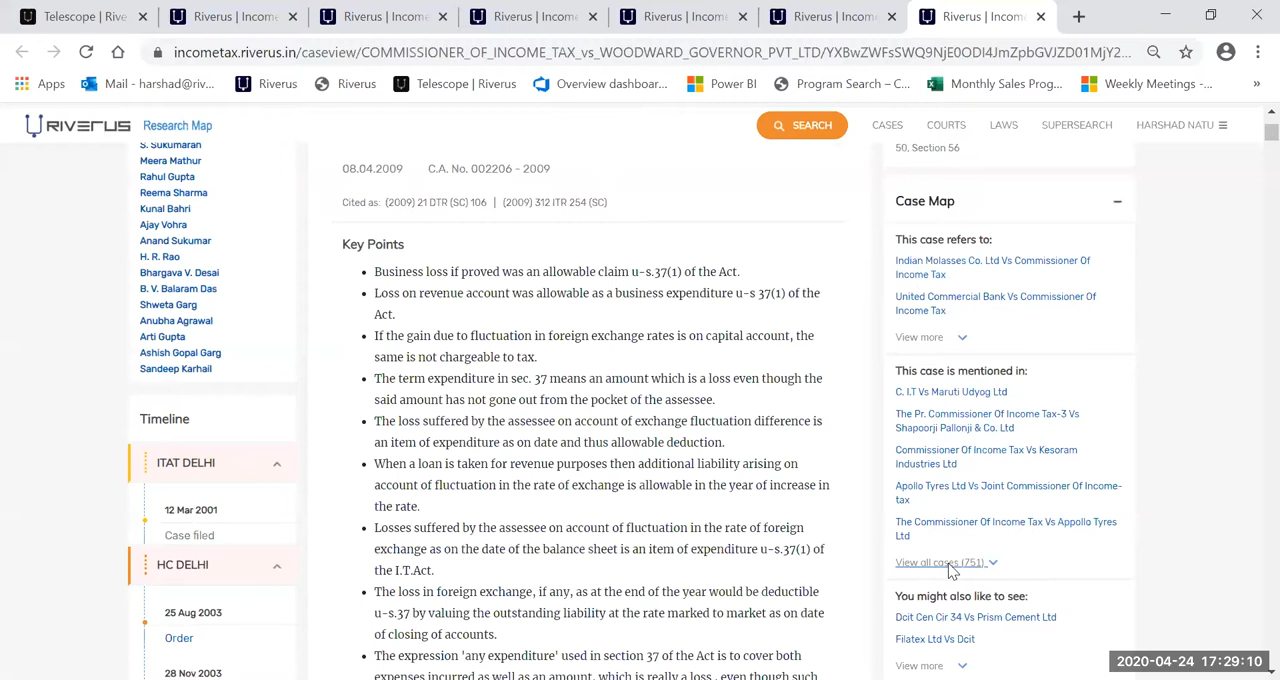 Telescope | Rive
Riverus | Income
Riverus | Income
Riverus | Income
Riverus | Income
Riverus | Income
Riverus | Income
incometax.riverus.in/caseview/COMMISSIONER_OF_INCOME_TAX_vs_WOODWARD_GOVERNOR_PVT_LTD/YXBwZWFsSWQ9NjE0ODI4JmZpbGVJZD01MjY2...
Apps
Mail - harshad@riv...
Riverus
Riverus
Telescope | Riverus
Overview dashboar...
Power BI
Program Search – C...
Monthly Sales Prog...
Weekly Meetings -...
»
RIVERUS
Research Map
SEARCH
CASES
COURTS
LAWS
SUPERSEARCH
HARSHAD NATU
S. Sukumaran
Meera Mathur
Rahul Gupta
Reema Sharma
Kunal Bahri
Ajay Vohra
Anand Sukumar
H. R. Rao
Bhargava V. Desai
B. V. Balaram Das
Shweta Garg
Anubha Agrawal
Arti Gupta
Ashish Gopal Garg
Sandeep Karhail
Timeline
ITAT DELHI
12 Mar 2001
Case filed
HC DELHI
25 Aug 2003
Order
28 Nov 2003
08.04.2009 C.A. No. 002206 - 2009
Cited as: (2009) 21 DTR (SC) 106 | (2009) 312 ITR 254 (SC)
Key Points
• Business loss if proved was an allowable claim u-s.37(1) of the Act.
• Loss on revenue account was allowable as a business expenditure u-s 37(1) of the
Act.
• If the gain due to fluctuation in foreign exchange rates is on capital account, the
same is not chargeable to tax.
• The term expenditure in sec. 37 means an amount which is a loss even though the
said amount has not gone out from the pocket of the assessee.
• The loss suffered by the assessee on account of exchange fluctuation difference is
an item of expenditure as on date and thus allowable deduction.
• When a loan is taken for revenue purposes then additional liability arising on
account of fluctuation in the rate of exchange is allowable in the year of increase in
the rate.
• Losses suffered by the assessee on account of fluctuation in the rate of foreign
exchange as on the date of the balance sheet is an item of expenditure u-s.37(1) of
the I.T.Act.
• The loss in foreign exchange, if any, as at the end of the year would be deductible
u-s.37 by valuing the outstanding liability at the rate marked to market as on date
of closing of accounts.
• The expression 'any expenditure' used in section 37 of the Act is to cover both
expenses incurred as well as an amount, which is really a loss , even though such
50, Section 56
Case Map
This case refers to:
Indian Molasses Co. Ltd Vs Commissioner Of
Income Tax
United Commercial Bank Vs Commissioner Of
Income Tax
View more
This case is mentioned in:
C. I.T Vs Maruti Udyog Ltd
The Pr. Commissioner Of Income Tax-3 Vs
Shapoorji Pallonji & Co. Ltd
Commissioner Of Income Tax Vs Kesoram
Industries Ltd
Apollo Tyres Ltd Vs Joint Commissioner Of Income-
tax
The Commissioner Of Income Tax Vs Appollo Tyres
Ltd
View all cases (751)
You might also like to see:
Dcit Cen Cir 34 Vs Prism Cement Ltd
Filatex Ltd Vs Dcit
View more
2020-04-24 17:29:10